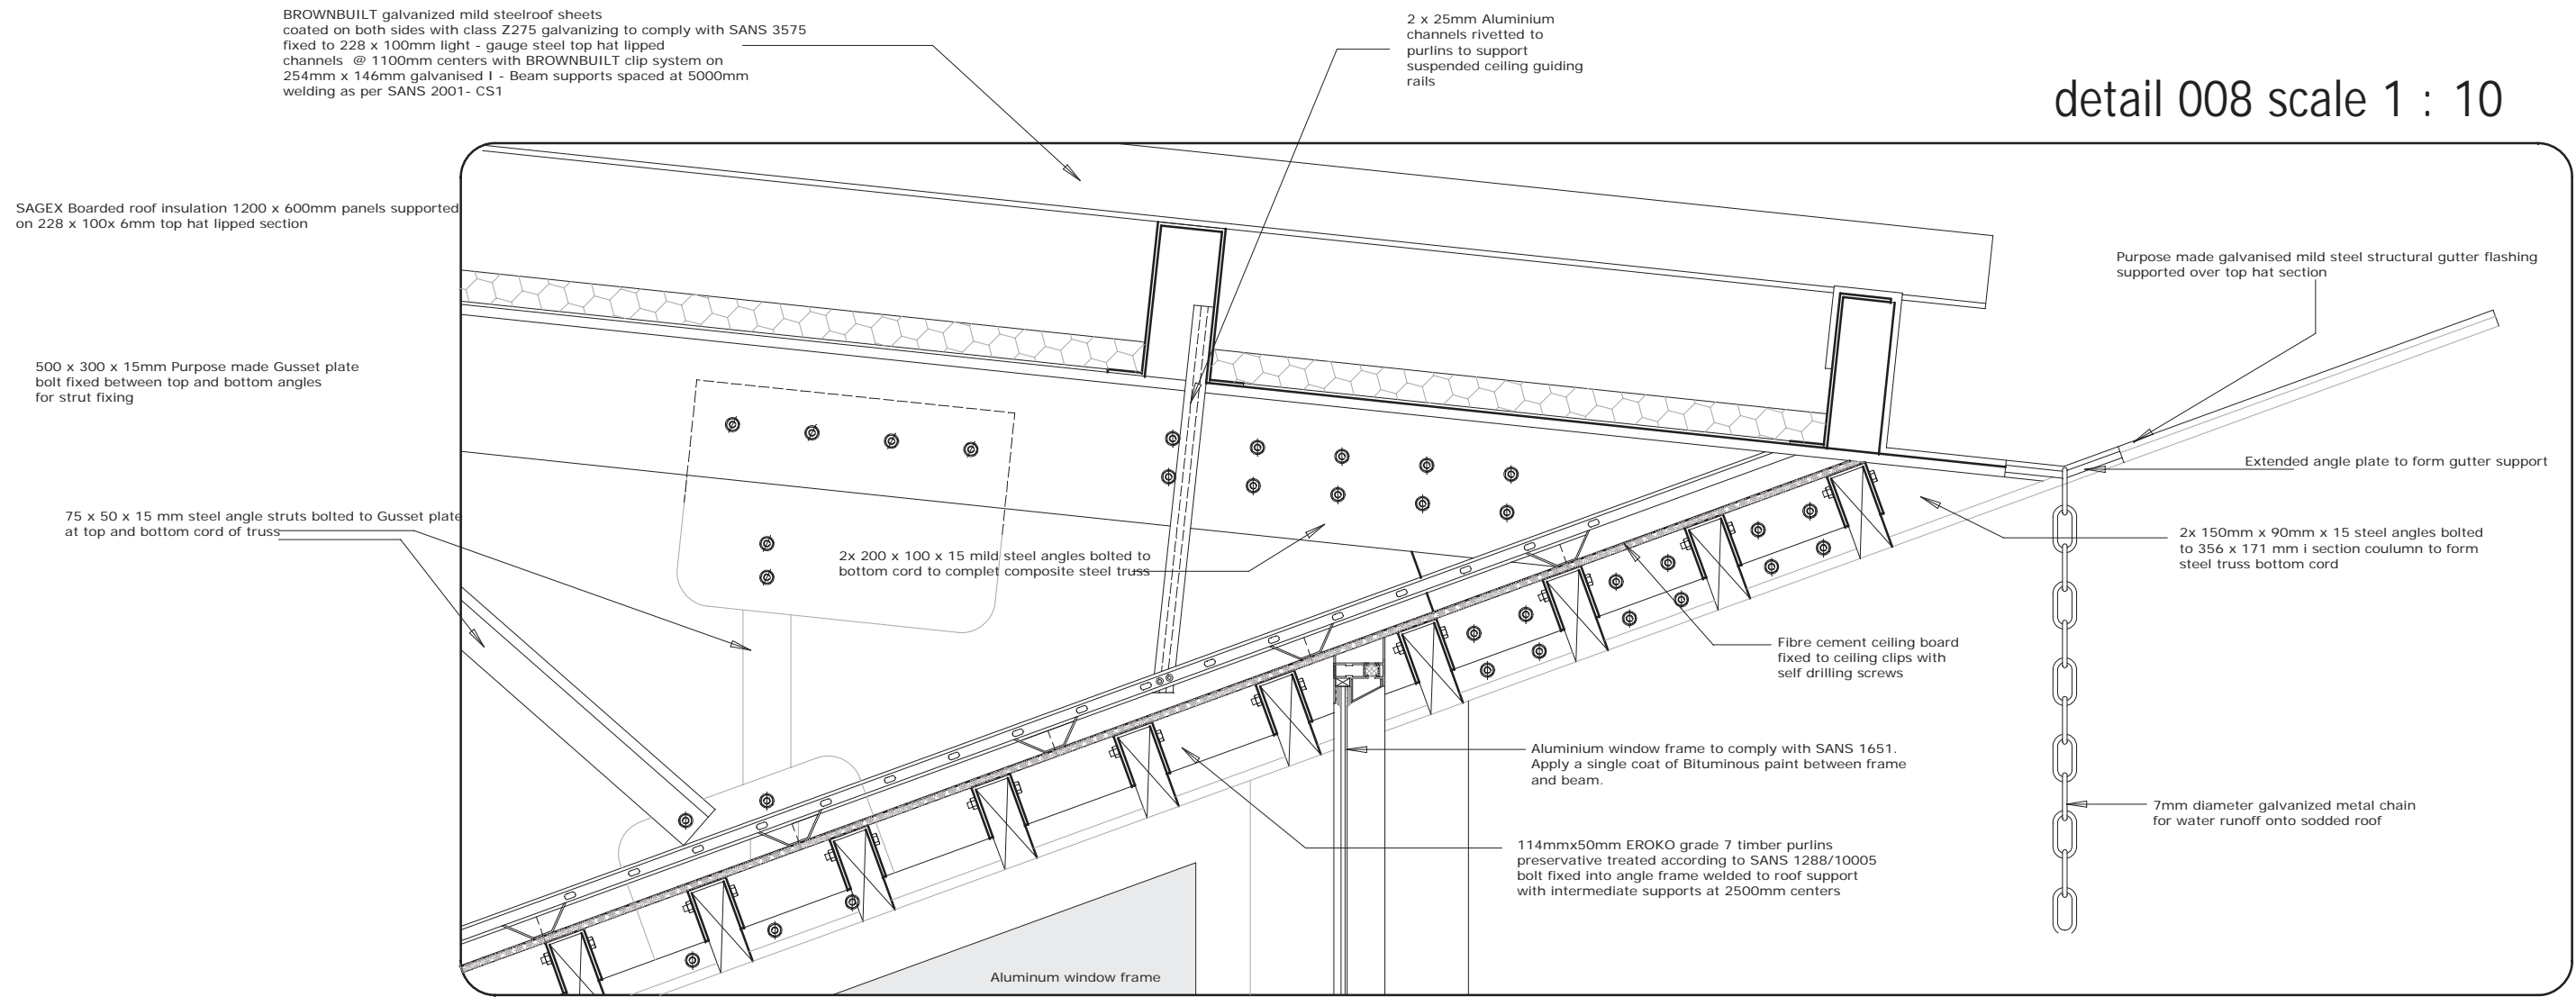 BROWNBUILT galvanized mild steelroof sheets
coated on both sides with class Z275 galvanizing to comply with SANS 3575
fixed to 228 x 100mm light - gauge steel top hat lipped
channels @ 1100mm centers with BROWNBUILT clip system on
254mm x 146mm galvanised I - Beam supports spaced at 5000mm
welding as per SANS 2001- CS1
2 x 25mm Aluminium
channels rivetted to
purlins to support
suspended ceiling guiding
rails
detail 008 scale 1 : 10
SAGEX Boarded roof insulation 1200 x 600mm panels supported
on 228 x 100x 6mm top hat lipped section
Purpose made galvanised mild steel structural gutter flashing
supported over top hat section
500 x 300 x 15mm Purpose made Gusset plate
bolt fixed between top and bottom angles
for strut fixing
Extended angle plate to form gutter support
75 x 50 x 15 mm steel angle struts bolted to Gusset plate
at top and bottom cord of truss
2x 200 x 100 x 15 mild steel angles bolted to
bottom cord to complet composite steel truss
2x 150mm x 90mm x 15 steel angles bolted
to 356 x 171 mm i section coulumn to form
steel truss bottom cord
Fibre cement ceiling board
fixed to ceiling clips with
self drilling screws
Aluminium window frame to comply with SANS 1651.
Apply a single coat of Bituminous paint between frame
and beam.
7mm diameter galvanized metal chain
for water runoff onto sodded roof
114mmx50mm EROKO grade 7 timber purlins
preservative treated according to SANS 1288/10005
bolt fixed into angle frame welded to roof support
with intermediate supports at 2500mm centers
Aluminum window frame